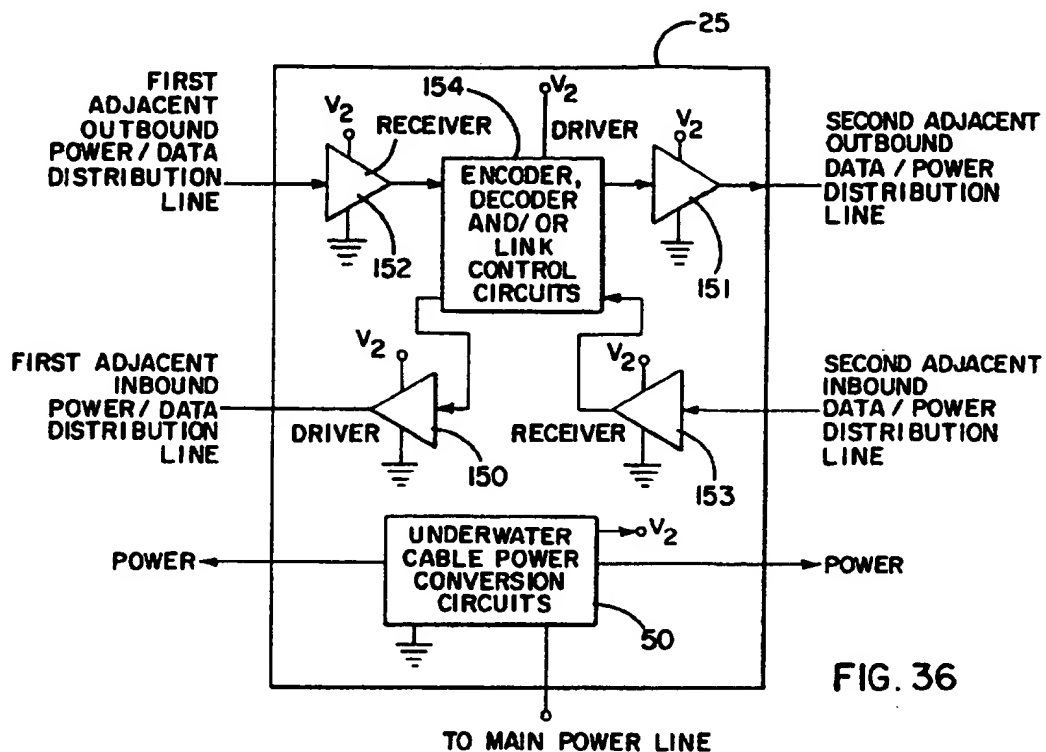 25
FIRST
ADJACENT
OUTBOUND
POWER / DATA
DISTRIBUTION
LINE
V2
RECEIVER
152
154
V2
DRIVER
ENCODER,
DECODER
AND/OR
LINK
CONTROL
CIRCUITS
V2
151
SECOND ADJACENT
OUTBOUND
DATA / POWER
DISTRIBUTION
LINE
FIRST ADJACENT
INBOUND
POWER / DATA
DISTRIBUTION
LINE
V2
DRIVER
150
V2
RECEIVER
153
SECOND ADJACENT
INBOUND
DATA / POWER
DISTRIBUTION
LINE
POWER
UNDERWATER
CABLE POWER
CONVERSION
CIRCUITS
V2
50
POWER
TO MAIN POWER LINE
FIG. 36